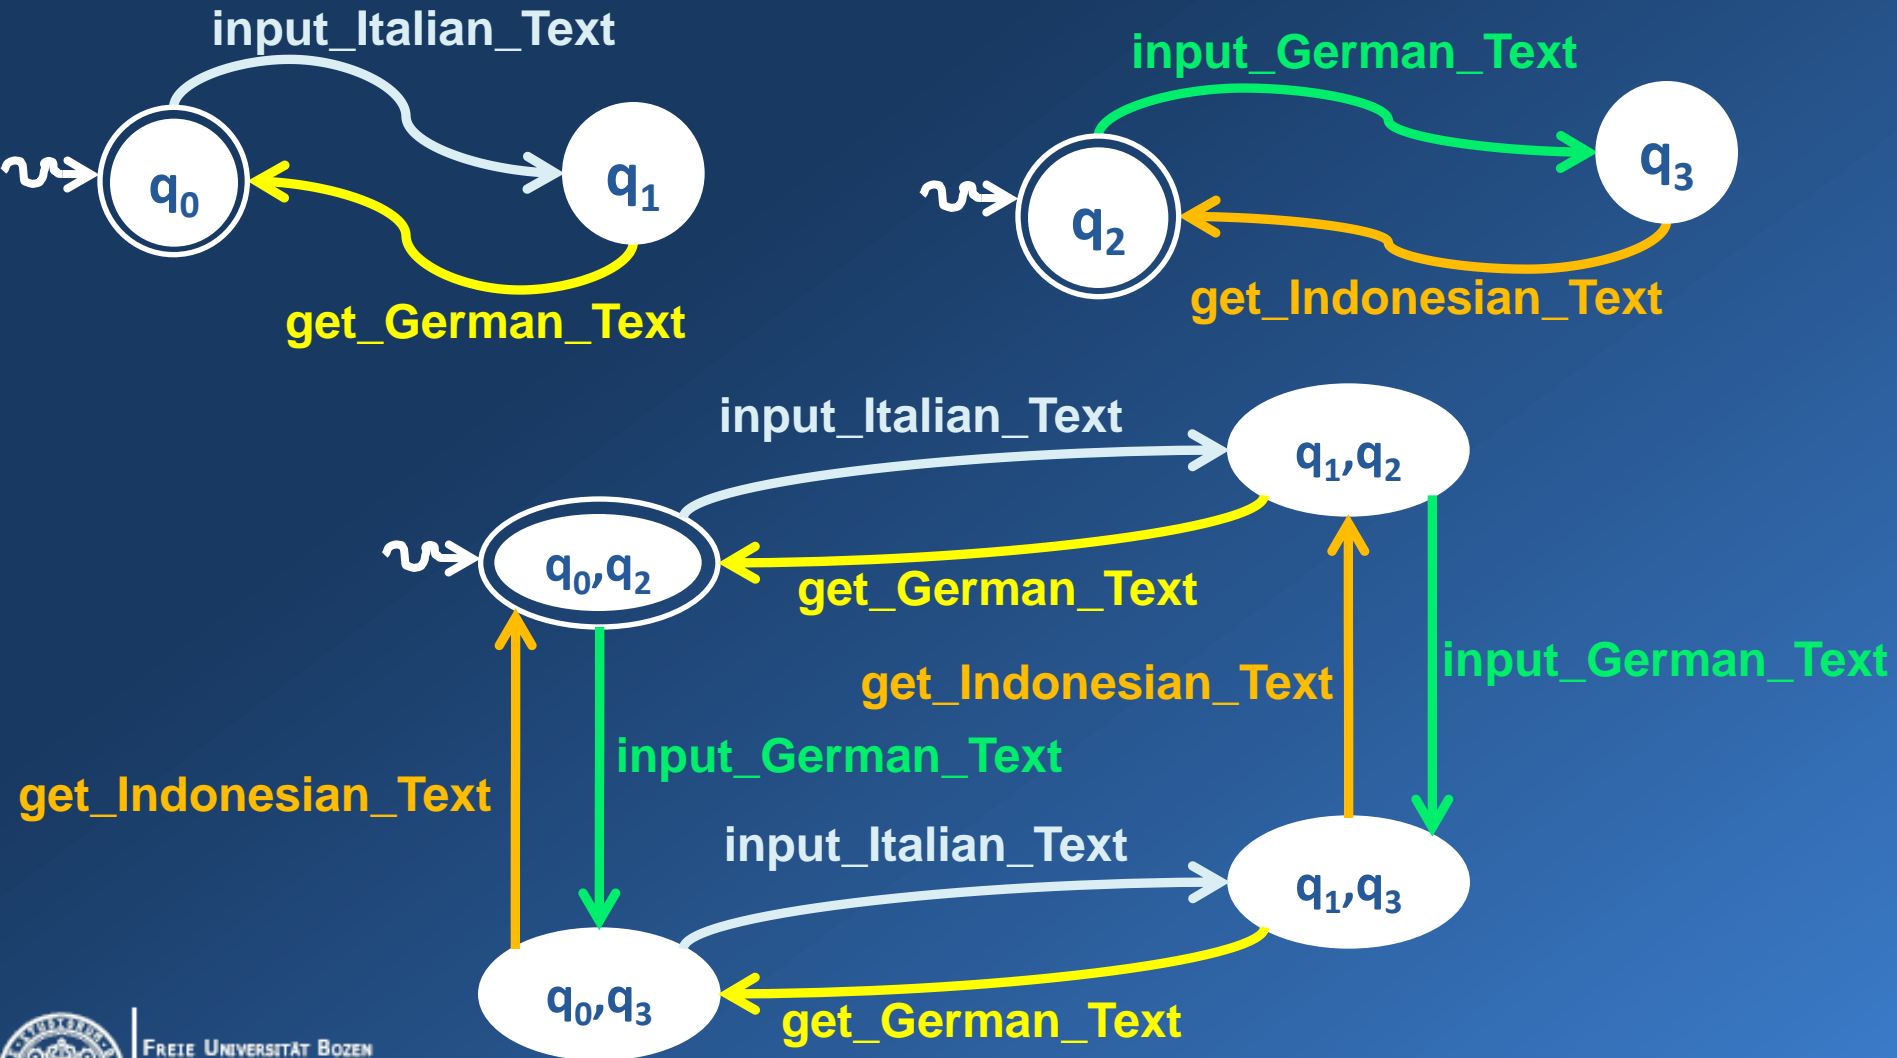 input_Italian_Text
q0
q1
get_German_Text
input_German_Text
q2
q3
get_Indonesian_Text
input_Italian_Text
q1,q2
q0,q2
get_German_Text
get_Indonesian_Text
input_German_Text
input_German_Text
get_Indonesian_Text
input_Italian_Text
q1,q3
q0,q3
get_German_Text
FREIE UNIVERSITÄT BOZEN